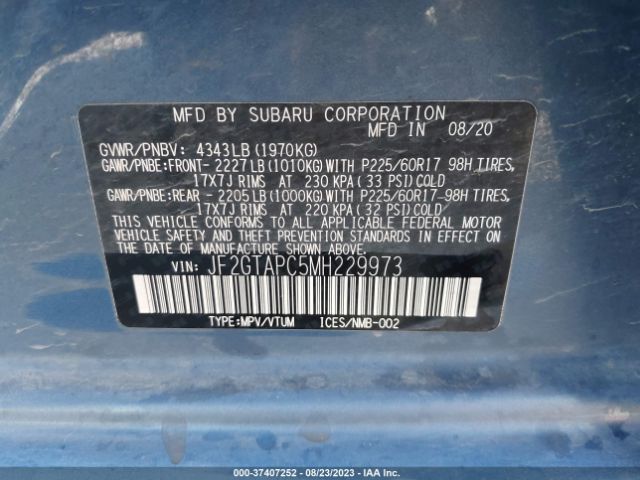 MFD BY SUBARU CORPORATION
MFD IN 08/20
GVWR/PNBV: 4343LB (1970KG)
GAWR/PNBE:FRONT- 2227LB(1010KG)WITH P225/60R17 98H TIRES,
17X7J RIMS AT 230 KPA(33 PSI)COLD
GAWR/PNBE:REAR - 2205LB(1000KG)WITH P225/60R17-98H TIRES,
17X7J RIMS AT 220 KPA(32 PSI)COLD
THIS VEHICLE CONFORMS TO ALL APPLICABLE FEDERAL MOTOR
VEHICLE SAFETY AND THEFT PREVENTION STANDARDS IN EFFECT ON
THE DATE OF MANUFACTURE SHOWN ABOVE.
VIN: JF2GTAPC5MH229973
TYPE:MPV/VTUM ICES/NMB-002
000-37407252 - 08/23/2023 - IAA Inc.